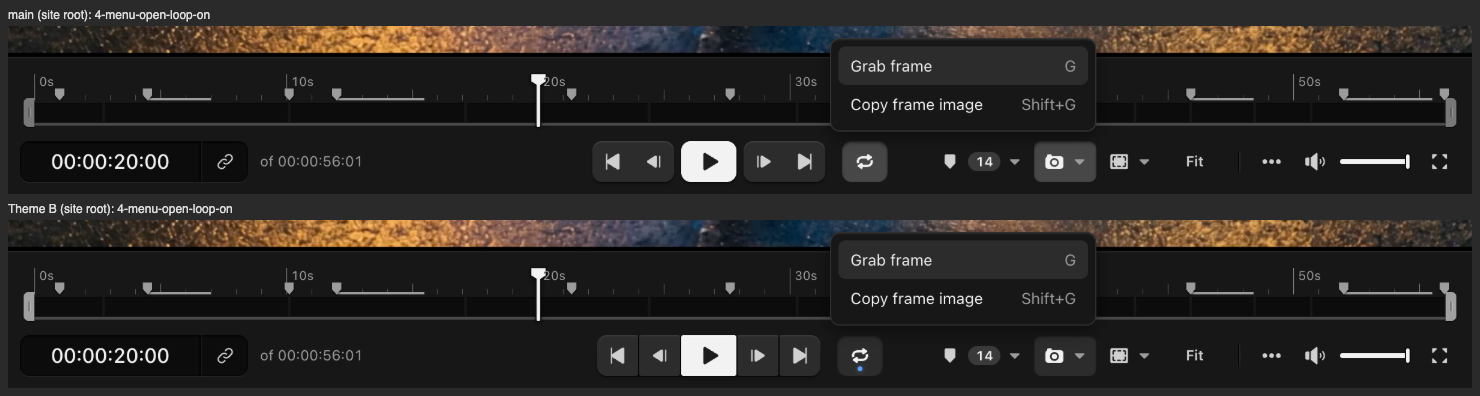 main (site root): 4-menu-open-loop-on
Grab frame G
0s 10s 20s 30s 50s
Copy frame image Shift+G
00:00:20:00 of 00:00:56:01 14 Fit
Theme B (site root): 4-menu-open-loop-on
Grab frame G
0s 10s 20s 30s 50s
Copy frame image Shift+G
00:00:20:00 of 00:00:56:01 14 Fit